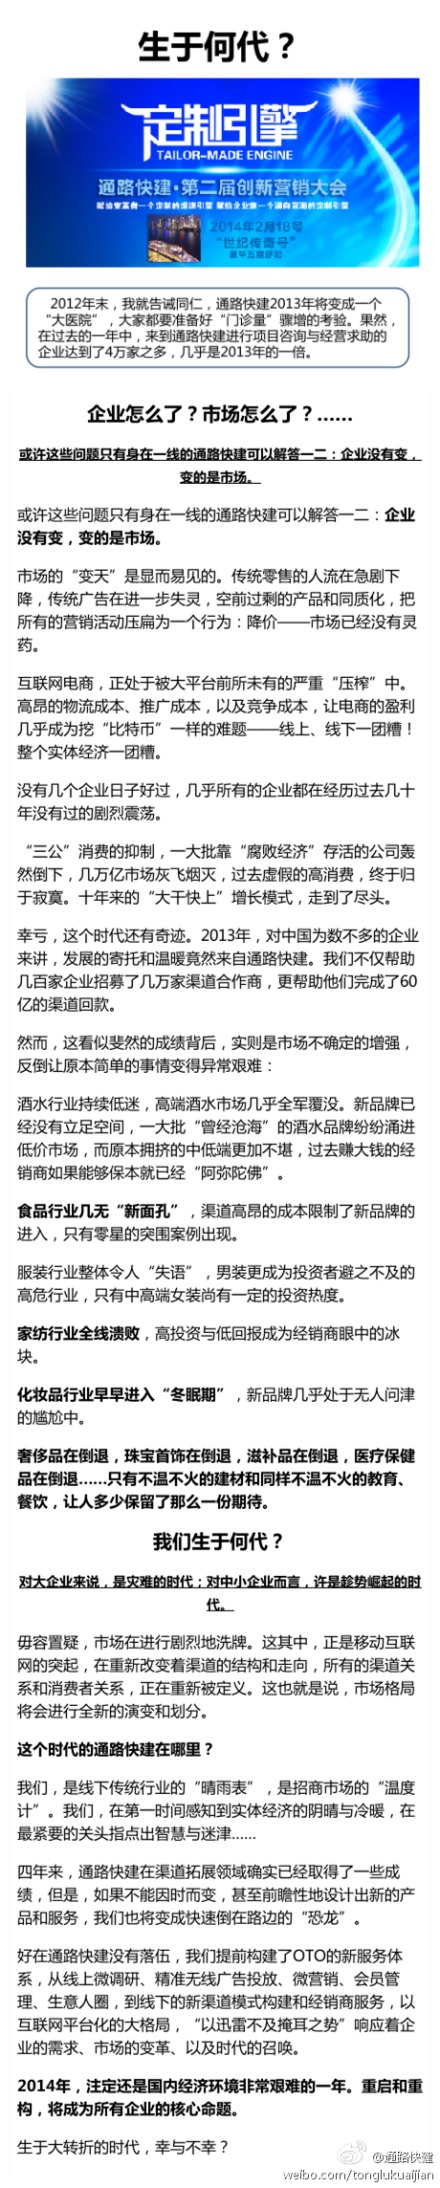 生于何代？
定制引擎
TAILOR-MADE ENGINE
通路快建·第二届创新营销大会
2014年2月18号
“世纪传奇号”
豪华五星邮轮
2012年末，我就告诫同仁，通路快建2013年将变成一个
“大医院”，大家都要准备好“门诊量”骤增的考验。果然，
在过去的一年中，来到通路快建进行项目咨询与经营求助的
企业达到了4万家之多，几乎是2013年的一倍。
企业怎么了？市场怎么了？……
或许这些问题只有身在一线的通路快建可以解答一二：企业没有变，
变的是市场。
或许这些问题只有身在一线的通路快建可以解答一二：企业
没有变，变的是市场。
市场的“变天”是显而易见的。传统零售的人流在急剧下
降，传统广告在进一步失灵，空前过剩的产品和同质化，把
所有的营销活动压扁为一个行为：降价——市场已经没有灵
药。
互联网电商，正处于被大平台前所未有的严重“压榨”中。
高昂的物流成本、推广成本，以及竞争成本，让电商的盈利
几乎成为挖“比特币”一样的难题——线上、线下一团糟！
整个实体经济一团糟。
没有几个企业日子好过，几乎所有的企业都在经历过去几十
年没有过的剧烈震荡。
“三公”消费的抑制，一大批靠“腐败经济”存活的公司轰
然倒下，几万亿市场灰飞烟灭，过去虚假的高消费，终于归
于寂寞。十年来的“大干快上”增长模式，走到了尽头。
幸亏，这个时代还有奇迹。2013年，对中国为数不多的企业
来讲，发展的寄托和温暖竟然来自通路快建。我们不仅帮助
几百家企业招募了几万家渠道合作商，更帮助他们完成了60
亿的渠道回款。
然而，这看似斐然的成绩背后，实则是市场不确定的增强，
反倒让原本简单的事情变得异常艰难：
酒水行业持续低迷，高端酒水市场几乎全军覆没。新品牌已
经没有立足空间，一大批“曾经沧海”的酒水品牌纷纷涌进
低价市场，而原本拥挤的中低端更加不堪，过去赚大钱的经
销商如果能够保本就已经“阿弥陀佛”。
食品行业几无“新面孔”，渠道高昂的成本限制了新品牌的
进入，只有零星的突围案例出现。
服装行业整体令人“失语”，男装更成为投资者避之不及的
高危行业，只有中高端女装尚有一定的投资热度。
家纺行业全线溃败，高投资与低回报成为经销商眼中的冰
块。
化妆品行业早早进入“冬眠期”，新品牌几乎处于无人问津
的尴尬中。
奢侈品在倒退，珠宝首饰在倒退，滋补品在倒退，医疗保健
品在倒退……只有不温不火的建材和同样不温不火的教育、
餐饮，让人多少保留了那么一份期待。
我们生于何代？
对大企业来说，是灾难的时代；对中小企业而言，许是趁势崛起的时
代。
毋容置疑，市场在进行剧烈地洗牌。这其中，正是移动互联
网的突起，在重新改变着渠道的结构和走向，所有的渠道关
系和消费者关系，正在重新被定义。这也就是说，市场格局
将会进行全新的演变和划分。
这个时代的通路快建在哪里？
我们，是线下传统行业的“晴雨表”，是招商市场的“温度
计”。我们，在第一时间感知到实体经济的阴晴与冷暖，在
最紧要的关头指点出智慧与迷津……
四年来，通路快建在渠道拓展领域确实已经取得了一些成
绩，但是，如果不能因时而变，甚至前瞻性地设计出新的产
品和服务，我们也将变成快速倒在路边的“恐龙”。
好在通路快建没有落伍，我们提前构建了OTO的新服务体
系，从线上微调研、精准无线广告投放、微营销、会员管
理、生意人圈，到线下的新渠道模式构建和经销商服务，以
互联网平台化的大格局，“以迅雷不及掩耳之势”响应着企
业的需求、市场的变革、以及时代的召唤。
2014年，注定还是国内经济环境非常艰难的一年。重启和重
构，将成为所有企业的核心命题。
生于大转折的时代，幸与不幸？
@通路快建
weibo.com/tonglukuaijian